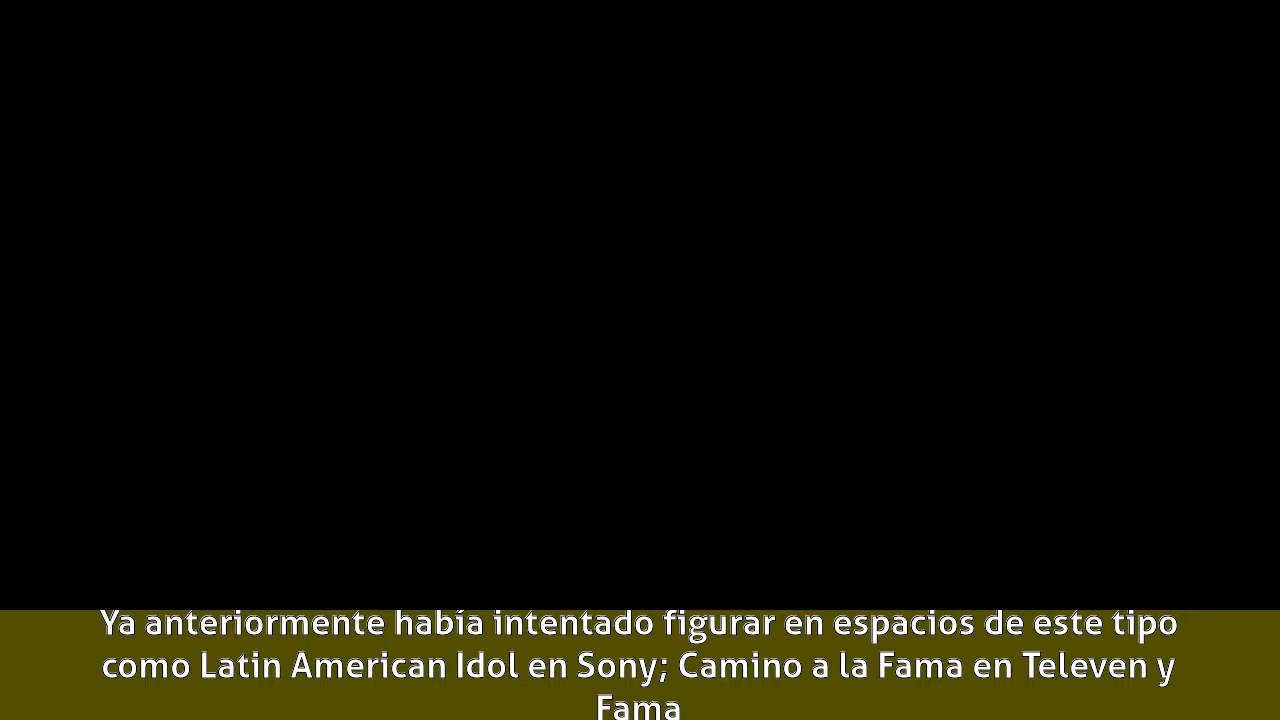 Ya anteriormente había intentado figurar en espacios de este tipo
como Latin American Idol en Sony; Camino a la Fama en Televen y
Fama